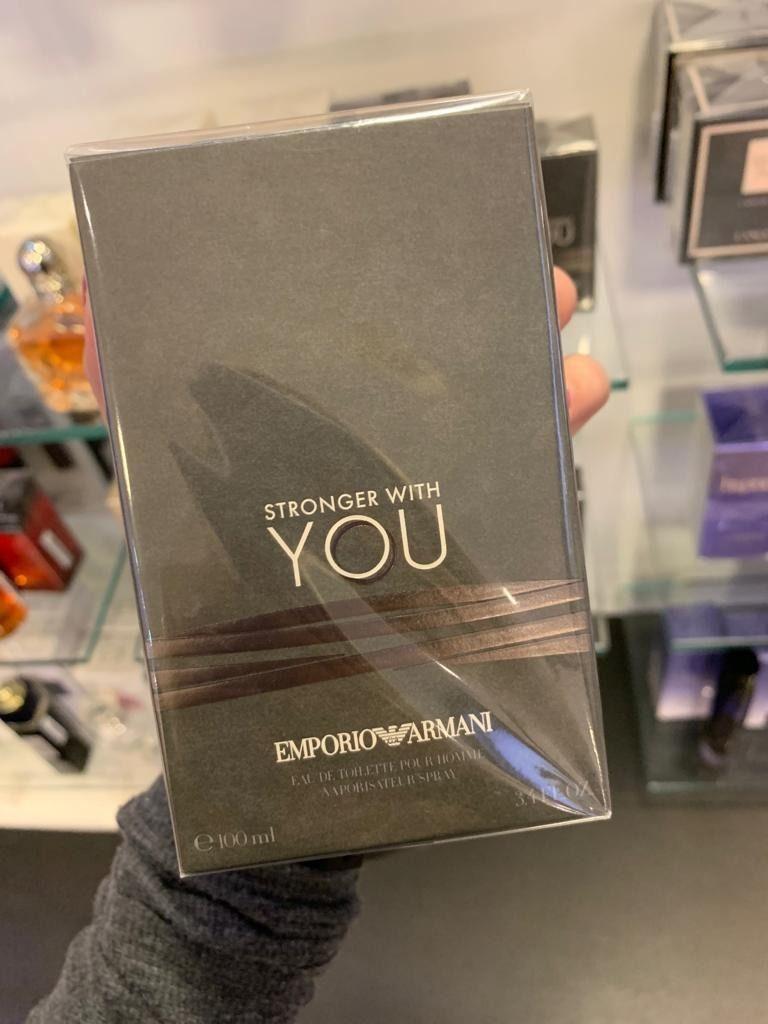 STRONGER WITH
YOU
EMPORIO ARMANI
EAU DE TOILETTE POUR HOMME
VAPORISATEUR SPRAY
3.4 FL.OZ.
℮ 100 ml